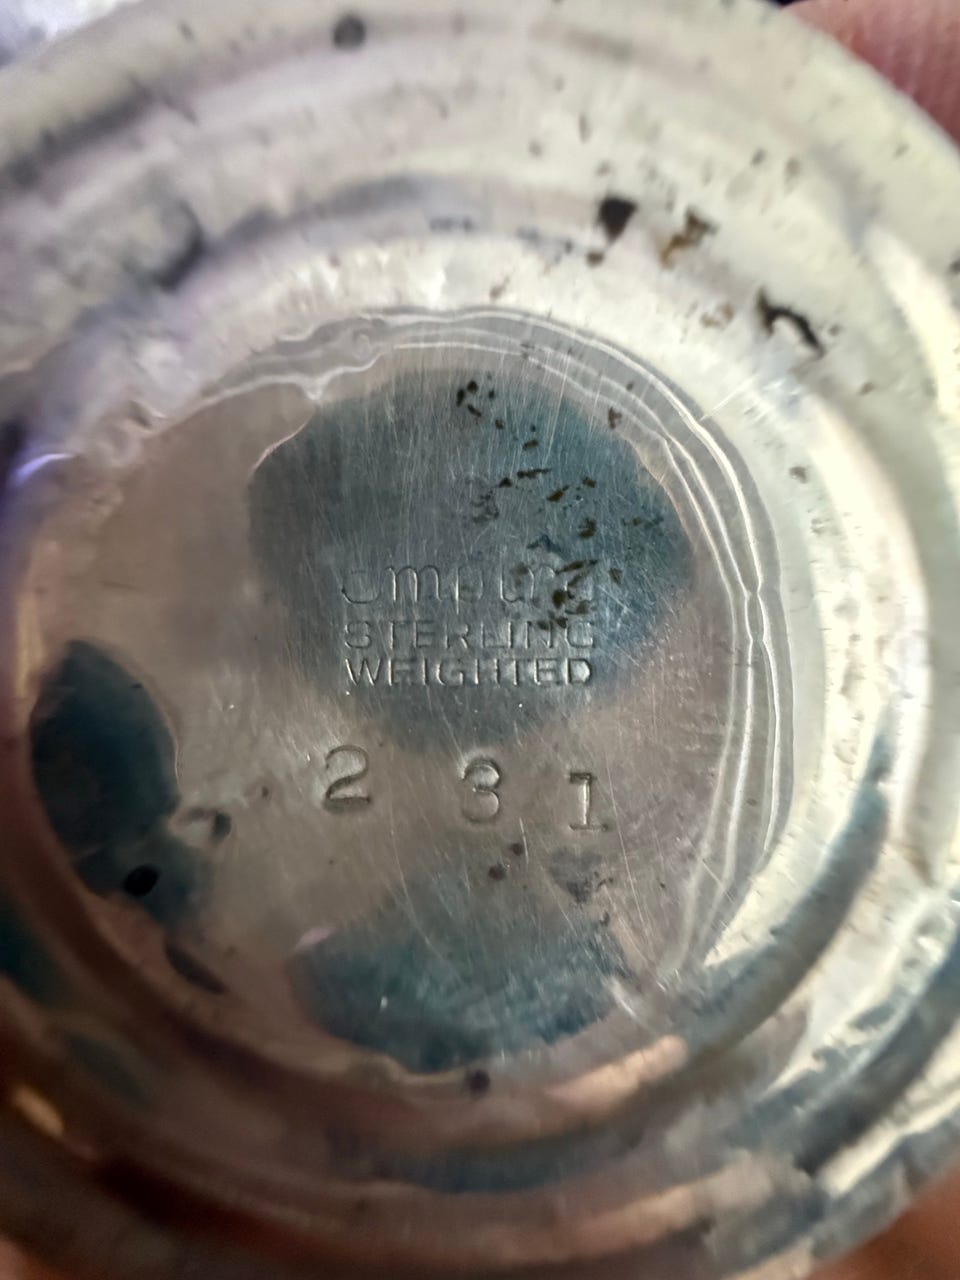 STERLING
WEIGHTED
2 3 1